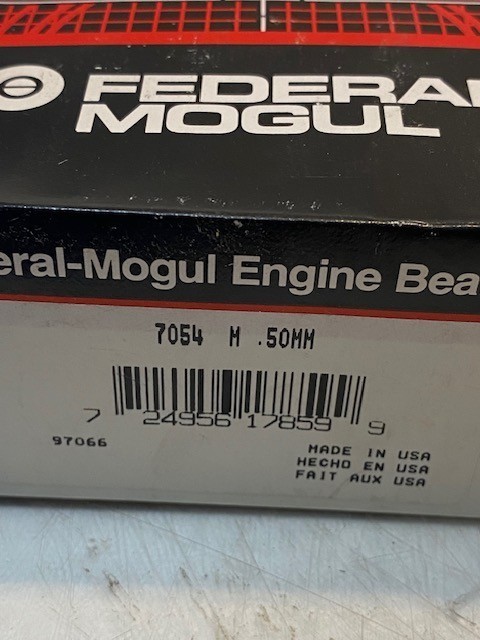 FEDERAL
MOGUL
eral-Mogul Engine Bea
7054 M .50MM
7 24956 17859 9
97066
MADE IN USA
HECHO EN USA
FAIT AUX USA